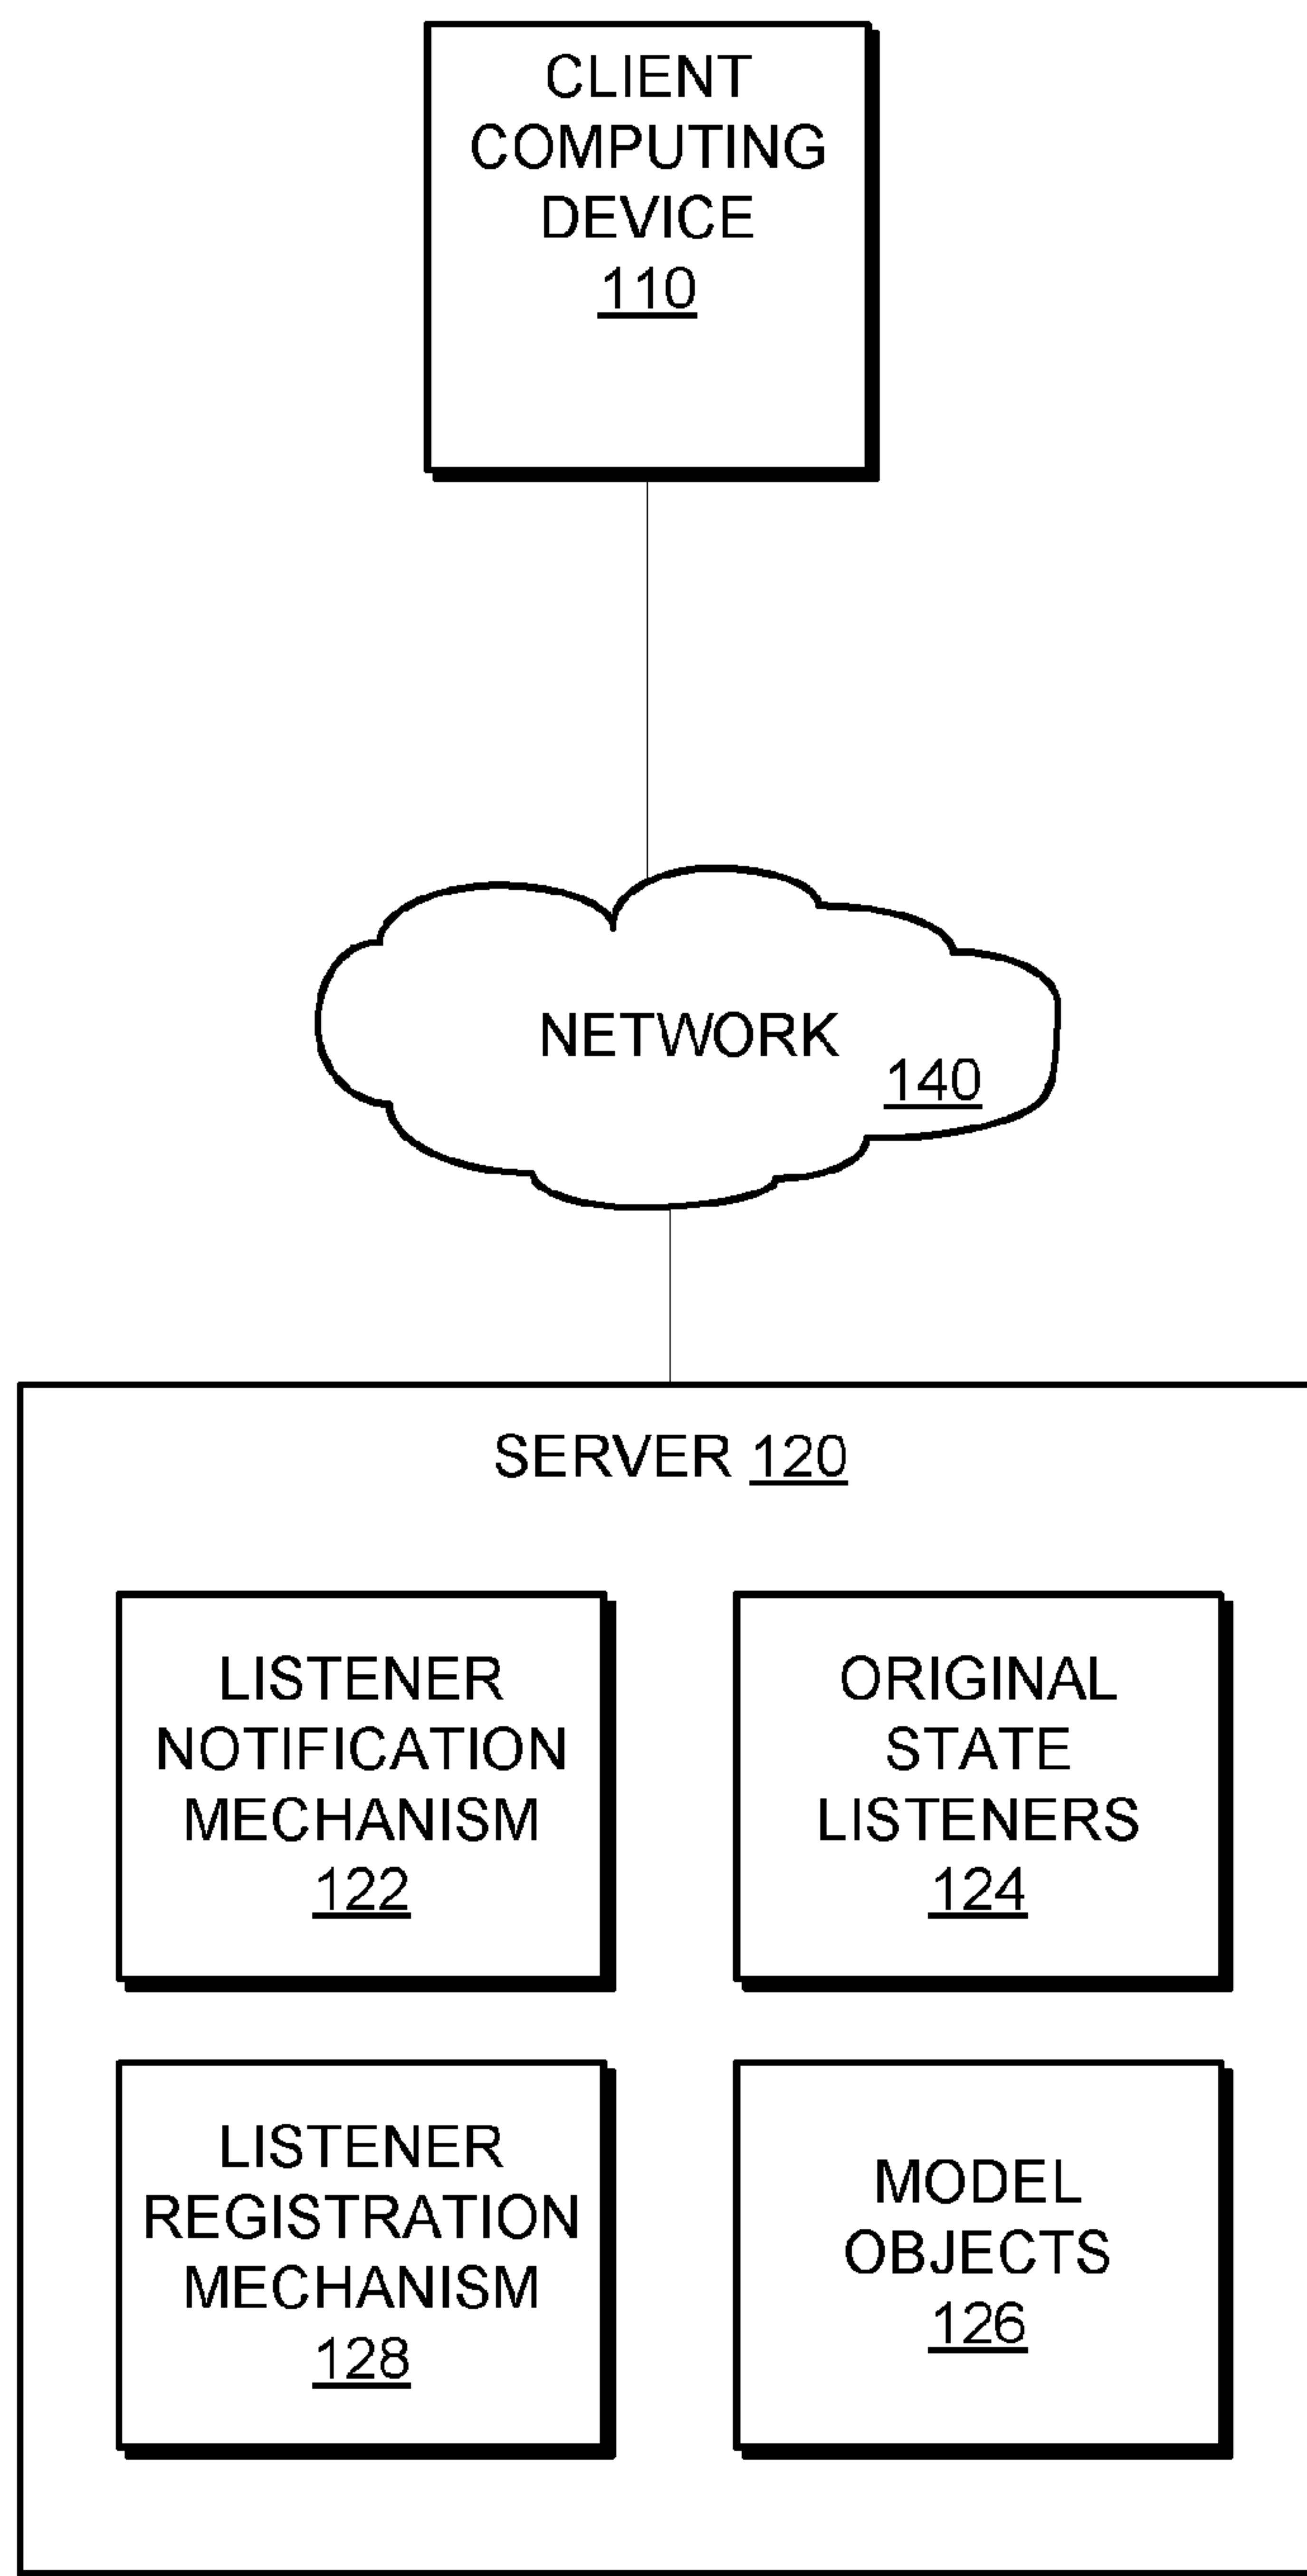 CLIENT
COMPUTING
DEVICE
110
NETWORK
140
SERVER 120
LISTENER
NOTIFICATION
MECHANISM
122
ORIGINAL
STATE
LISTENERS
124
LISTENER
REGISTRATION
MECHANISM
128
MODEL
OBJECTS
126